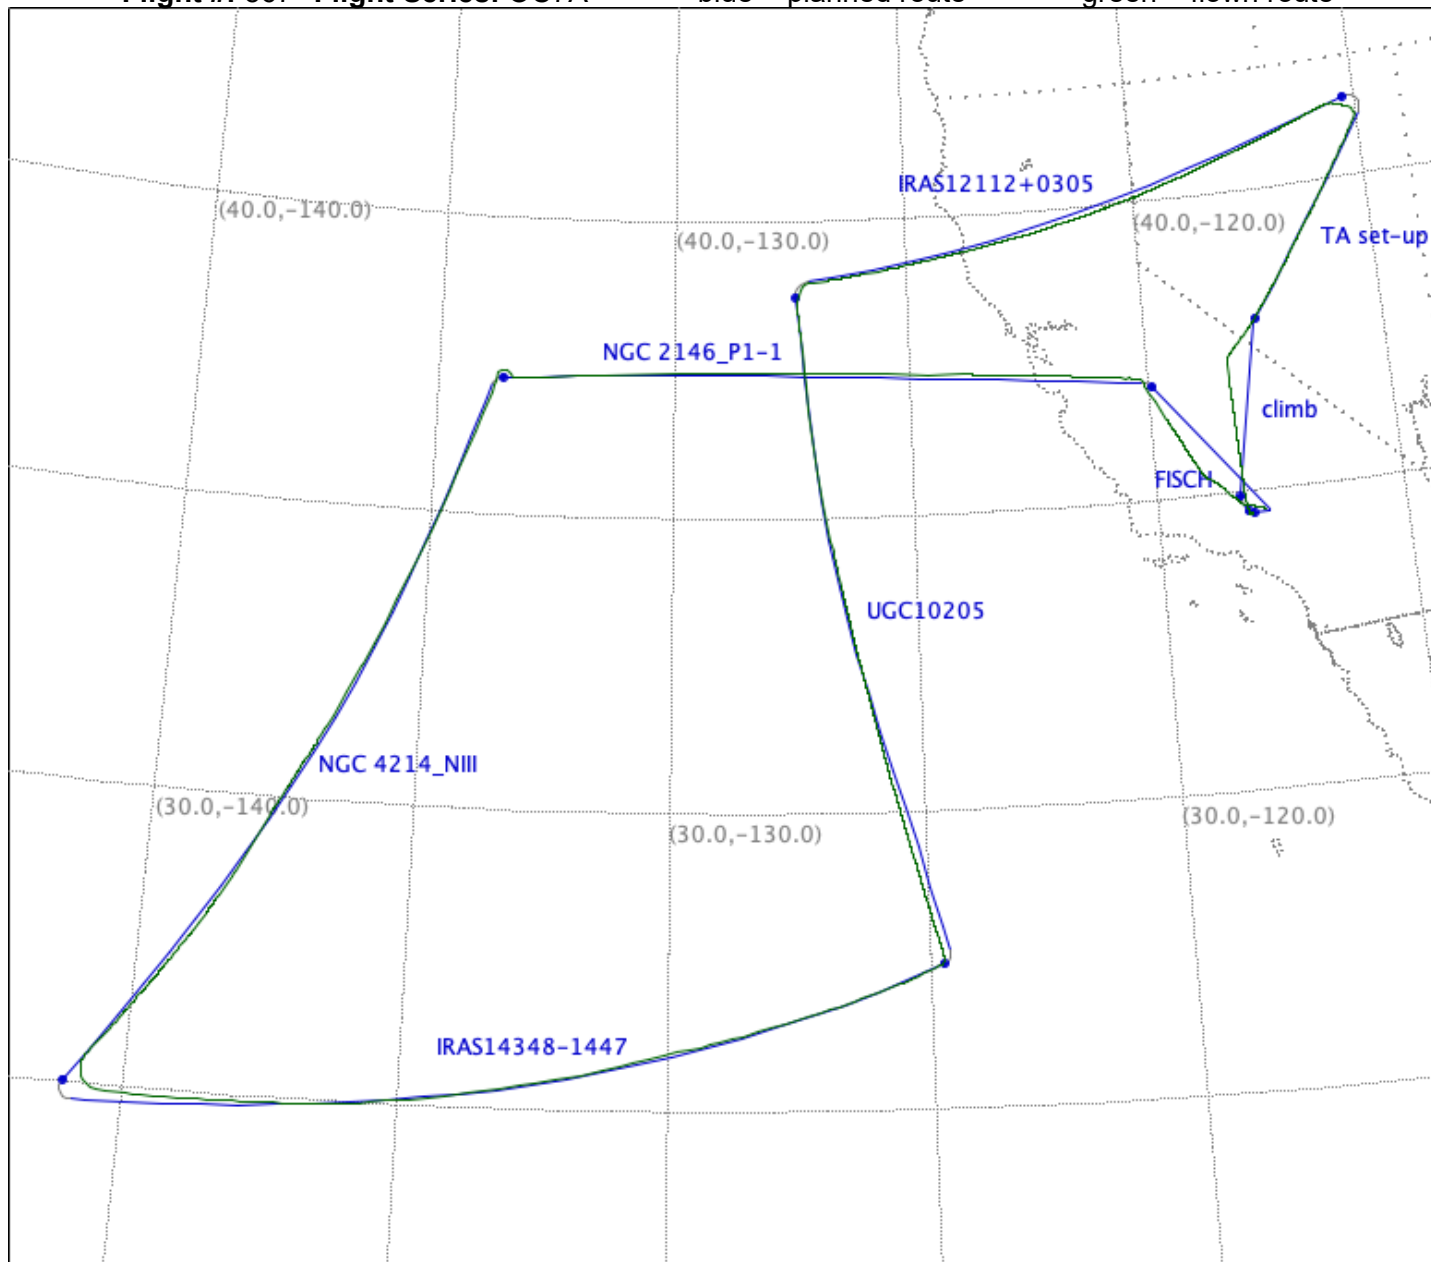 IRAS12112+0305
(40.0,-140.0)
(40.0,-120.0)
(40.0,-130.0)
TA set-up
NGC 2146_P1-1
climb
FISCH
UGC10205
NGC 4214_NIII
(30.0,-140.0)
(30.0,-130.0)
(30.0,-120.0)
IRAS14348-1447